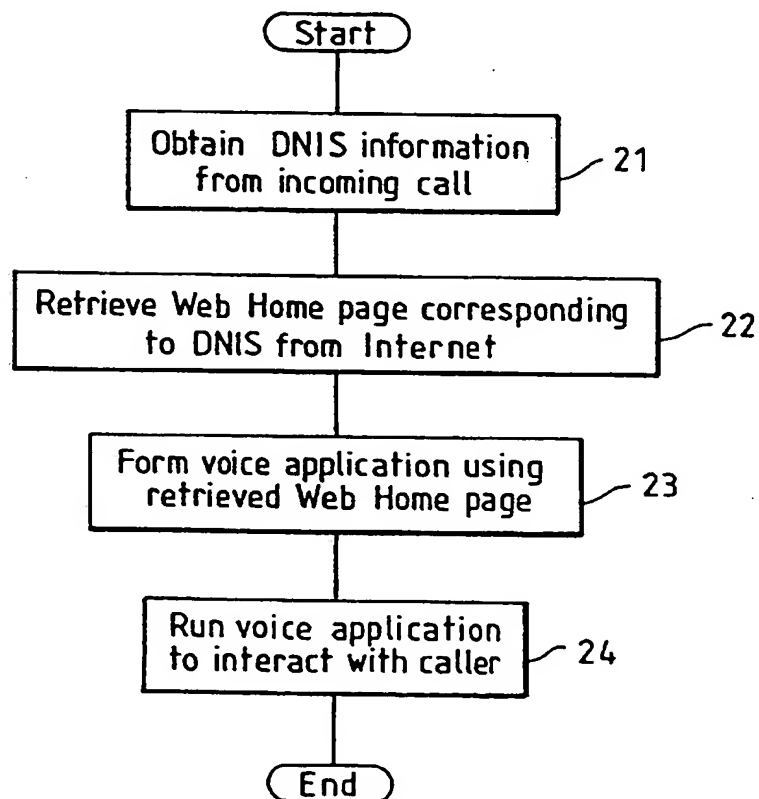 Start
Obtain DNIS information
from incoming call
21
Retrieve Web Home page corresponding
to DNIS from Internet
22
Form voice application using
retrieved Web Home page
23
Run voice application
to interact with caller
24
End